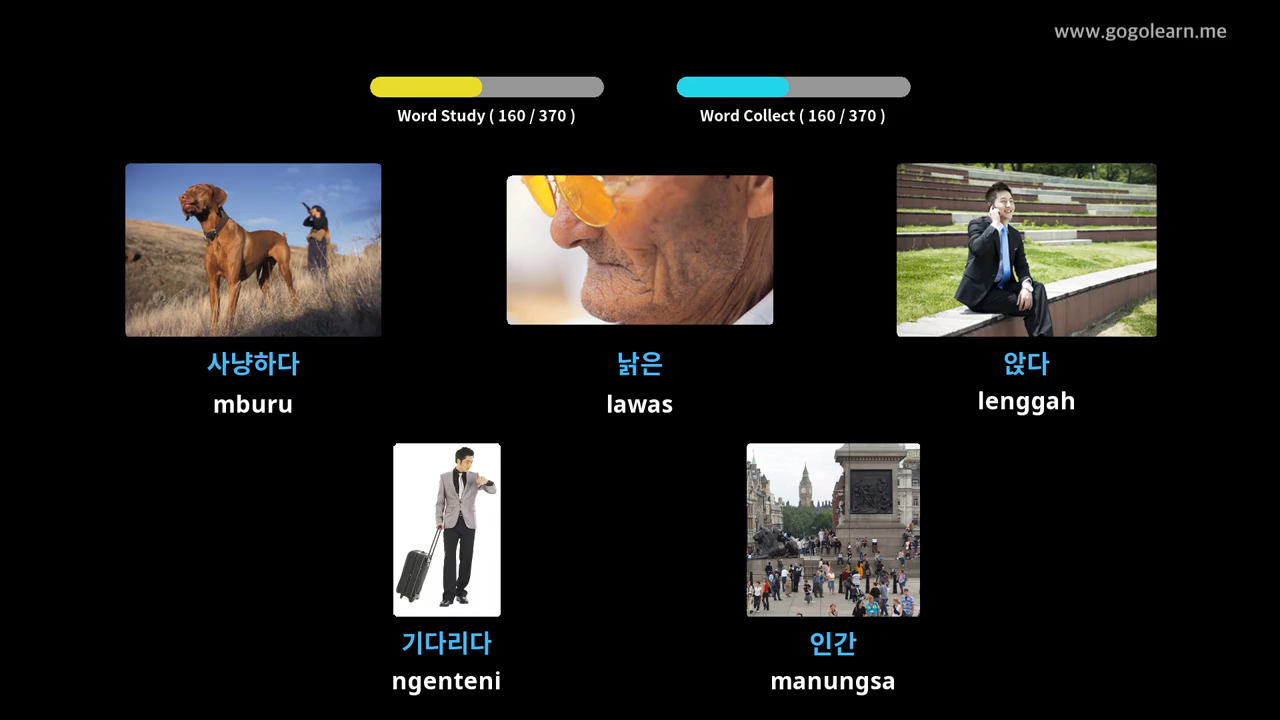 www.gogolearn.me
Word Study ( 160 / 370 )
Word Collect ( 160 / 370 )
사냥하다
mburu
낡은
lawas
앉다
lenggah
기다리다
ngenteni
인간
manungsa